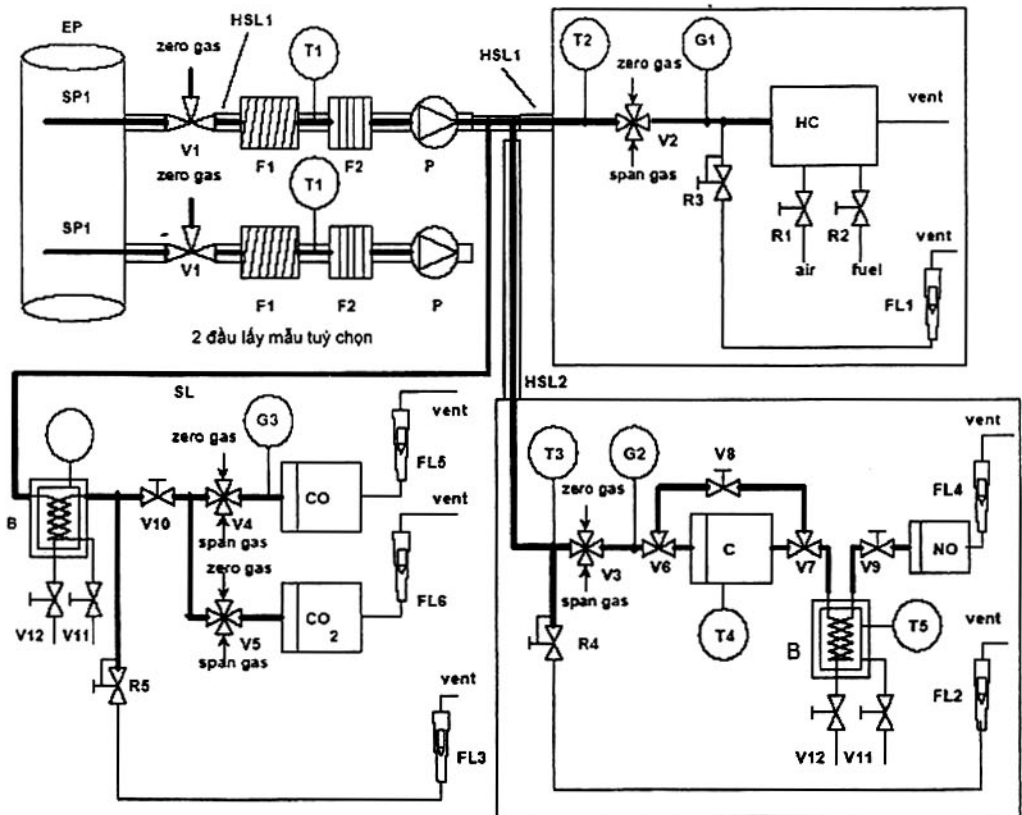 EP
zero gas
HSL1
T1
SP1
V1
F1
F2
P
zero gas
T1
SP1
V1
F1
F2
P
2 đầu lấy mẫu tuỳ chọn
HSL1
T2
G1
zero gas
V2
span gas
HC
vent
R3
R1
R2
air
fuel
vent
FL1
HSL2
SL
G3
vent
zero gas
FL5
CO
vent
B
V10
V4
span gas
zero gas
CO
2
FL6
V5
span gas
V12
V11
R5
vent
FL3
T3
G2
V8
vent
zero gas
FL4
C
NO
V3
V6
V7
V9
span gas
T4
T5
vent
R4
B
FL2
V12
V11